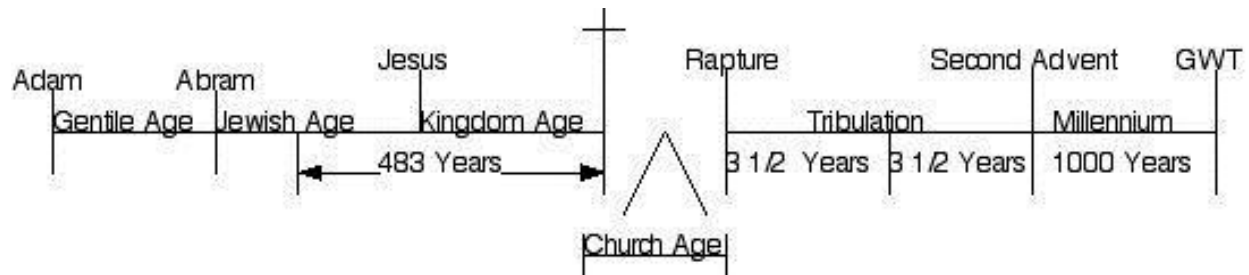 Jesus Rapture Second Advent GWT
Adam Abram
Gentile Age Jewish Age Kingdom Age Tribulation Millennium
483 Years 3 1/2 Years 3 1/2 Years 1000 Years
Church Age